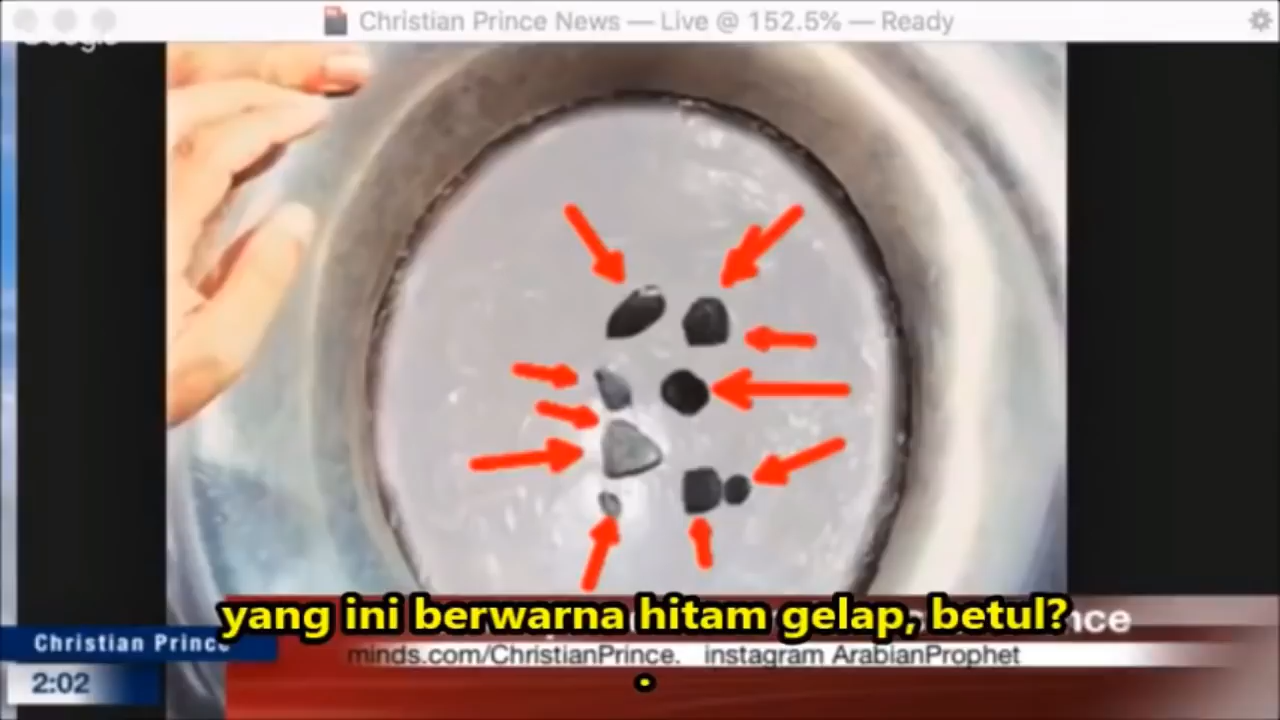 Christian Prince News — Live @ 152.5% — Ready
Google
yang ini berwarna hitam gelap, betul?
Christian Prince
minds.com/ChristianPrince. instagram ArabianProphet
2:02